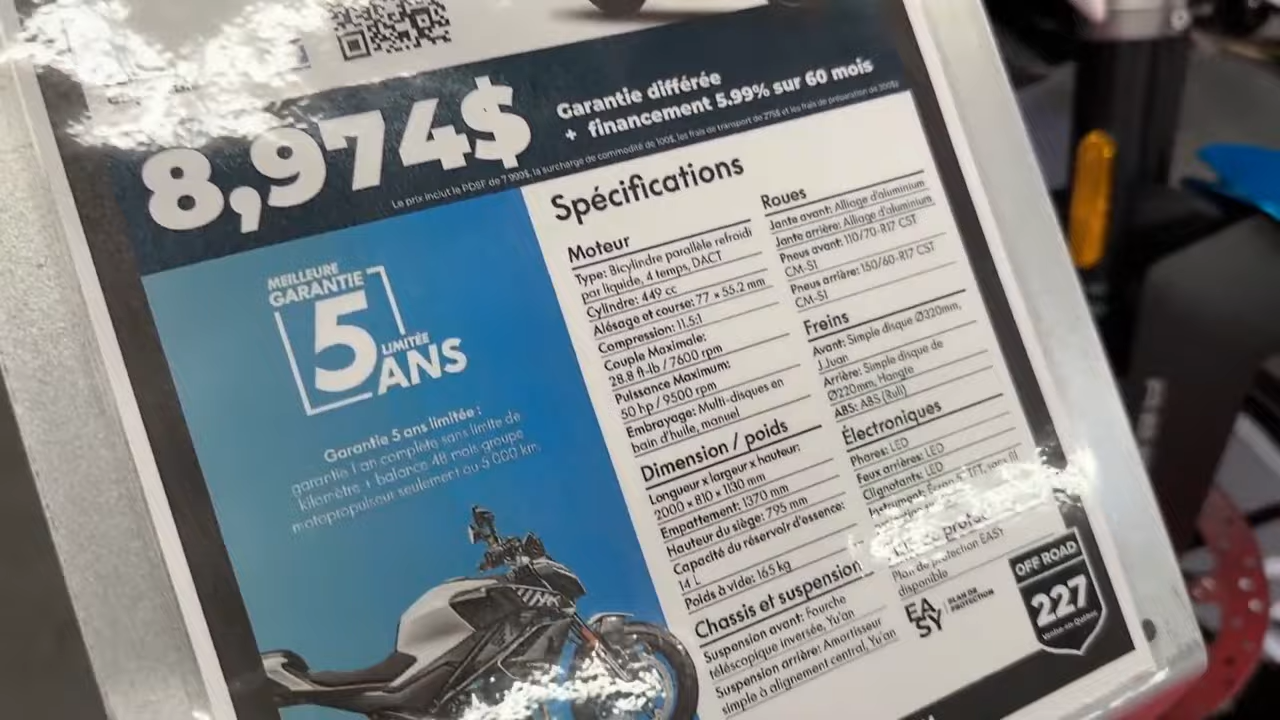 8,974$
Garantie différée
+ financement 5.99% sur 60 mois
Le prix inclut le PDSF de 7 999$, la surcharge de commodité de 100$, les frais de transport de 275$ et les frais de préparation de
MEILLEURE
GARANTIE
5
LIMITÉE
ANS
Garantie 5 ans limitée :
garantie 1 an complète sans limite de
kilomètre + balance 48 mois groupe
motopropulseur seulement ou 5 000 km.
Spécifications
Moteur
Type: Bicylindre parallèle refroidi
par liquide, 4 temps, DACT
Cylindre: 449 cc
Alésage et course: 77 x 55.2 mm
Compression: 11.5:1
Couple Maximale:
28.8 ft-lb / 7600 rpm
Puissance Maximum:
50 hp / 9500 rpm
Embrayage: Multi-disques en
bain d'huile, manuel
Dimension / poids
Longueur x largeur x hauteur:
2000 x 810 x 1130 mm
Empattement: 1370 mm
Hauteur du siège: 795 mm
Capacité du réservoir d'essence:
14 L
Poids à vide: 165 kg
Chassis et suspension
Suspension avant: Fourche
téléscopique inversée, Yu'an
Suspension arrière: Amortisseur
simple à alignement central, Yu'an
Roues
Jante avant: Alliage d'aluminium
Jante arrière: Alliage d'aluminium
Pneus avant: 110/70-R17 CST
CM-S1
Pneus arrière: 150/60-R17 CST
CM-S1
Freins
Avant: Simple disque Ø320mm,
J.Juan
Arrière: Simple disque de
Ø220mm, Hangte
ABS: ABS (Ruli)
Électroniques
Phares: LED
Feux arrières: LED
Clignotants: LED
Instrument: Écran TFT, sans fil
Plan de protection EASY
disponible
EASY
PLAN DE
PROTECTION
OFF ROAD
227